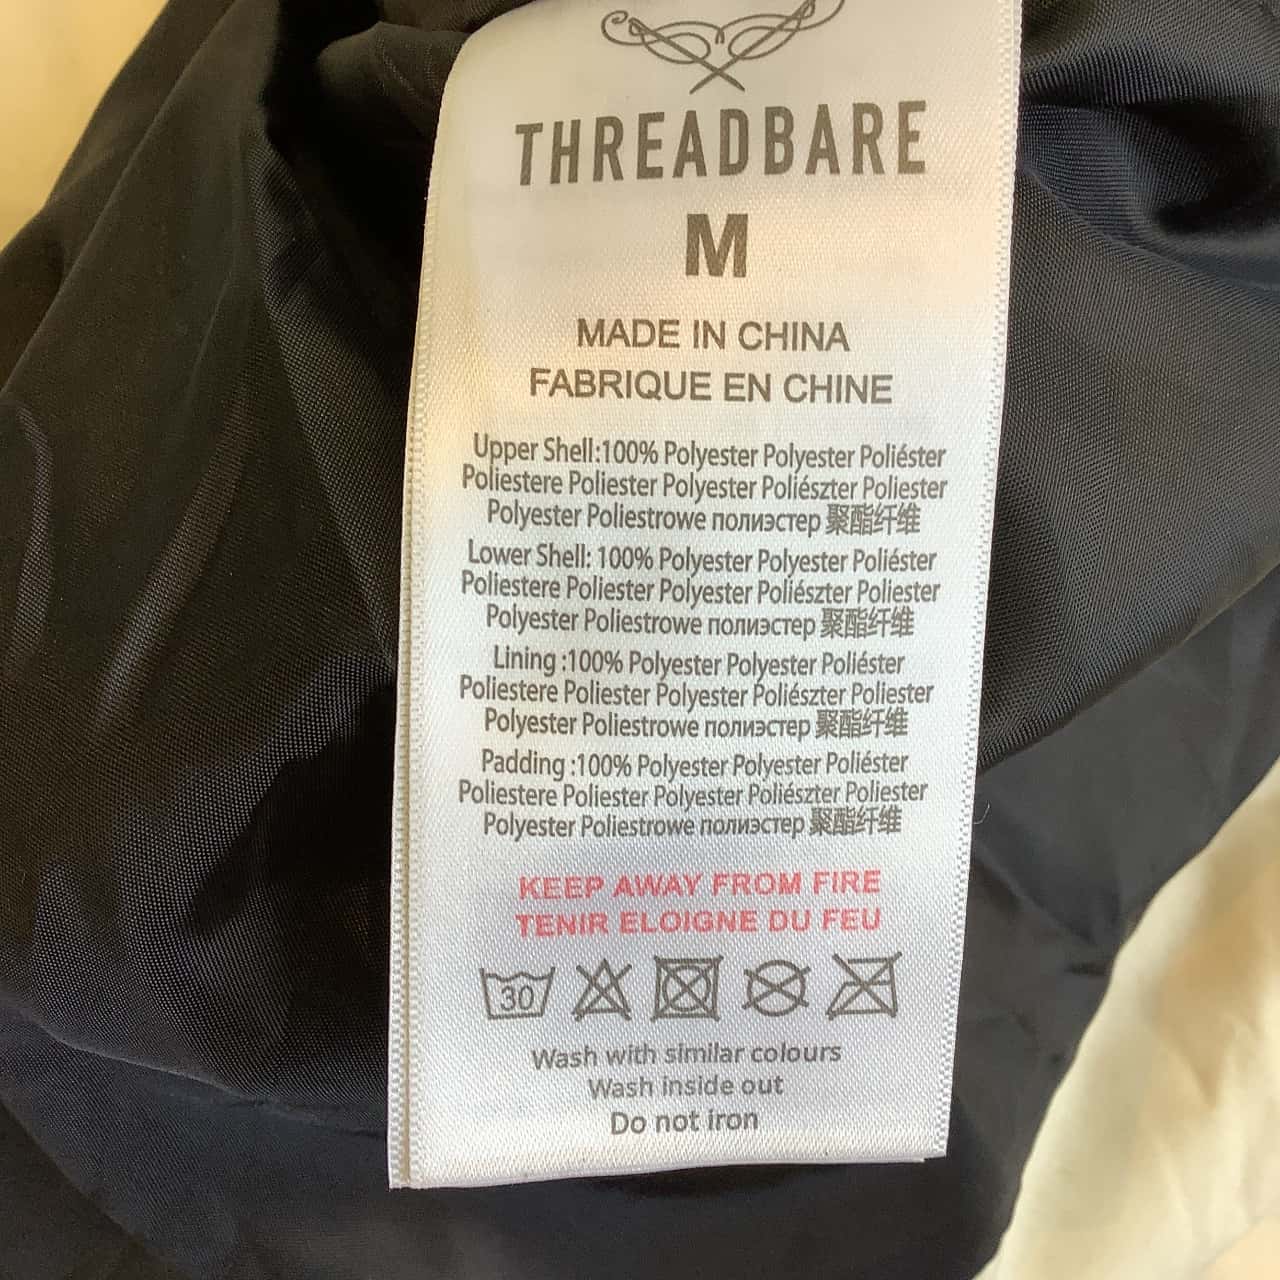 THREADBARE
M
MADE IN CHINA
FABRIQUE EN CHINE
Upper Shell:100% Polyester Polyester Poliéster
Poliestere Poliester Polyester Poliészter Poliester
Polyester Poliestrowe полиэстер 聚酯纤维
Lower Shell: 100% Polyester Polyester Poliéster
Poliestere Poliester Polyester Poliészter Poliester
Polyester Poliestrowe полиэстер 聚酯纤维
Lining :100% Polyester Polyester Poliéster
Poliestere Poliester Polyester Poliészter Poliester
Polyester Poliestrowe полиэстер 聚酯纤维
Padding :100% Polyester Polyester Poliéster
Poliestere Poliester Polyester Poliészter Poliester
Polyester Poliestrowe полиэстер 聚酯纤维
KEEP AWAY FROM FIRE
TENIR ELOIGNE DU FEU
30
Wash with similar colours
Wash inside out
Do not iron